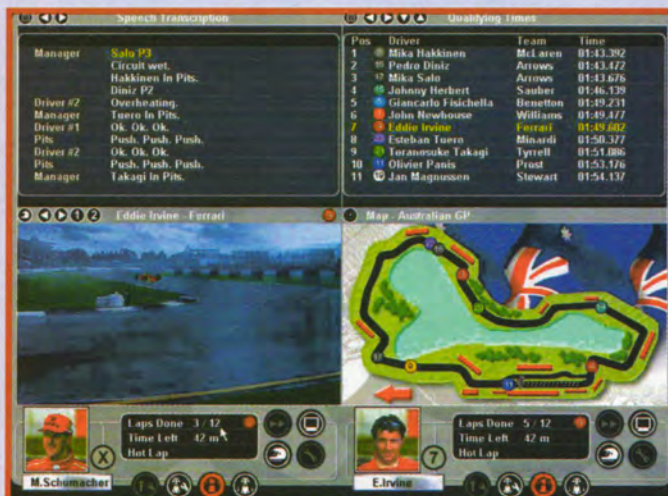 Speech Transcription
Manager Salo P3
Circuit wet.
Hakkinen In Pits.
Diniz P2
Driver #2 Overheating.
Manager Tuero In Pits.
Driver #1 Ok. Ok. Ok.
Pits Push. Push. Push.
Driver #2 Ok. Ok. Ok.
Pits Push. Push. Push.
Manager Takagi In Pits.
Qualifying Times
Pos Driver Team Time
1 Mika Hakkinen McLaren 01:43.392
2 Pedro Diniz Arrows 01:43.472
3 Mika Salo Arrows 01:43.676
4 Johnny Herbert Sauber 01:46.139
5 Giancarlo Fisichella Benetton 01:49.231
6 John Newhouse Williams 01:49.477
7 Eddie Irvine Ferrari 01:49.602
8 Esteban Tuero Minardi 01:50.377
9 Toranosuke Takagi Tyrrell 01:51.086
10 Olivier Panis Prost 01:53.176
11 Jan Magnussen Stewart 01:54.137
1 2 Eddie Irvine - Ferrari
Map - Australian GP
11
Laps Done 3 / 12
Time Left 42 m
Hot Lap
X
M.Schumacher
Laps Done 5 / 12
Time Left 42 m
Hot Lap
7
E.Irvine